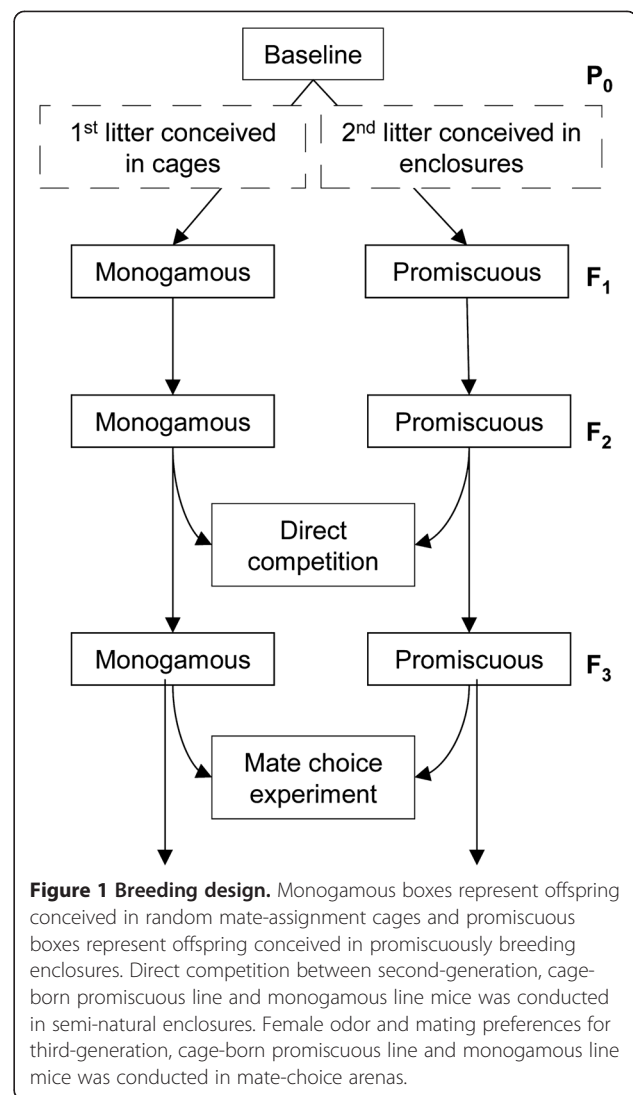 Baseline
P0
1st litter conceived
in cages
2nd litter conceived in
enclosures
Monogamous
Promiscuous
F1
Monogamous
Promiscuous
F2
Direct
competition
Monogamous
Promiscuous
F3
Mate choice
experiment
Figure 1 Breeding design. Monogamous boxes represent offspring
conceived in random mate-assignment cages and promiscuous
boxes represent offspring conceived in promiscuously breeding
enclosures. Direct competition between second-generation, cage-
born promiscuous line and monogamous line mice was conducted
in semi-natural enclosures. Female odor and mating preferences for
third-generation, cage-born promiscuous line and monogamous line
mice was conducted in mate-choice arenas.